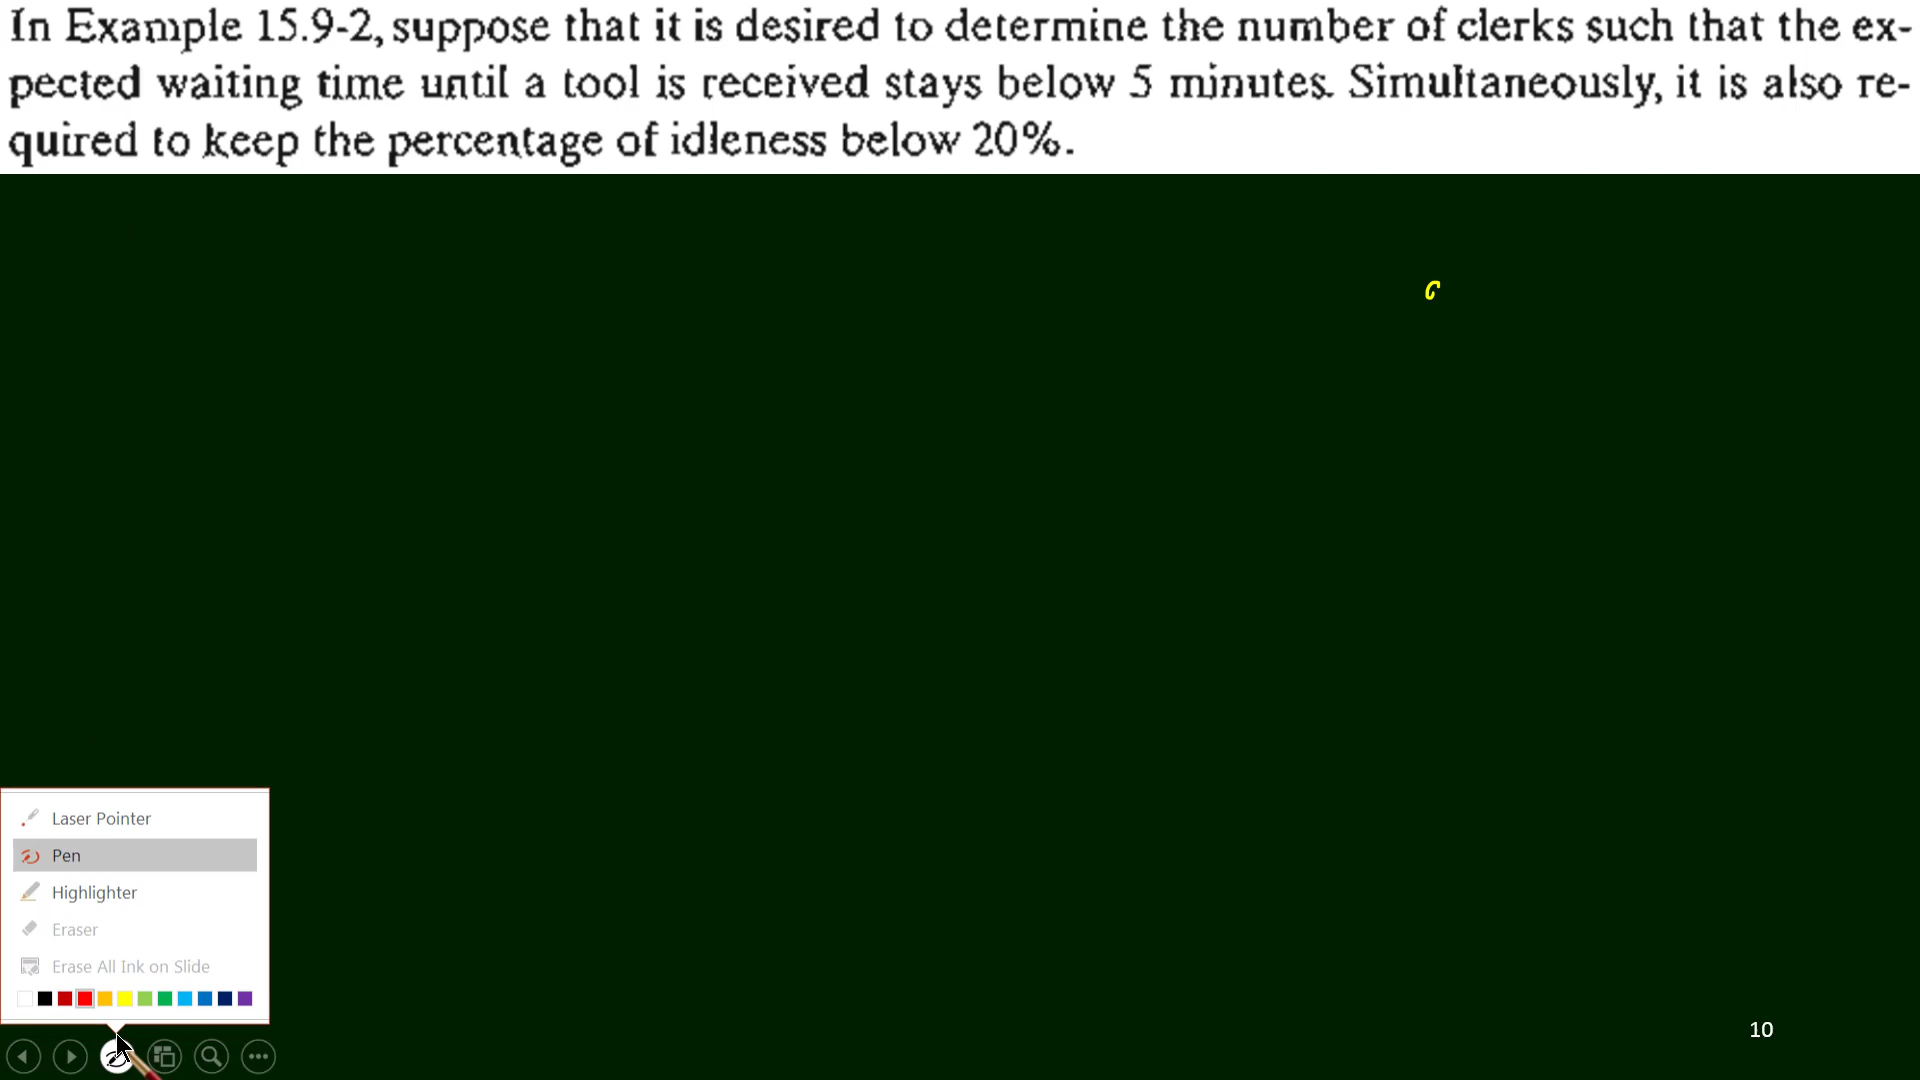 In Example 15.9-2, suppose that it is desired to determine the number of clerks such that the ex-
pected waiting time until a tool is received stays below 5 minutes. Simultaneously, it is also re-
quired to keep the percentage of idleness below 20%.
Laser Pointer
Pen
Highlighter
Eraser
Erase All Ink on Slide
10